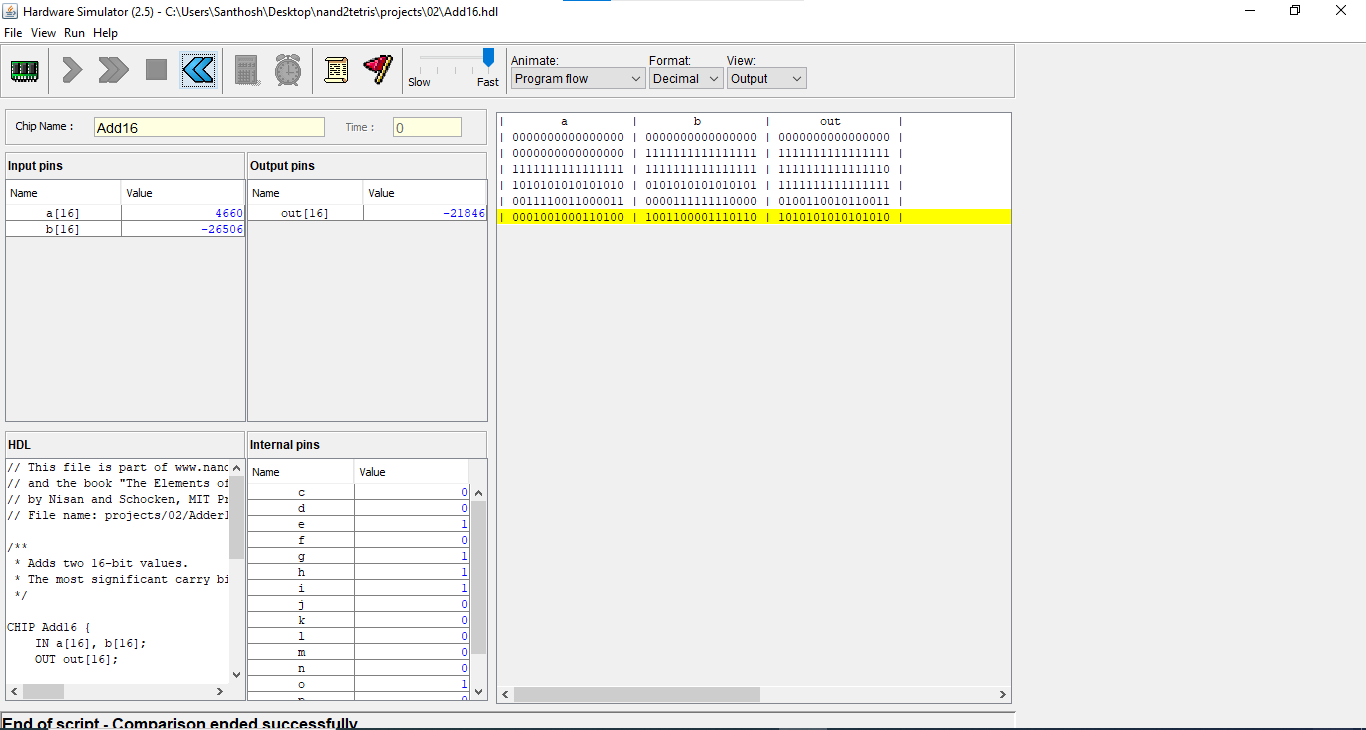 Hardware Simulator (2.5) - C:\Users\Santhosh\Desktop\nand2tetris\projects\02\Add16.hdl
File View Run Help
Slow Fast
Animate: Format: View:
Program flow Decimal Output
Chip Name : Add16 Time : 0
Input pins
Name Value
a[16] 4660
b[16] -26506
Output pins
Name Value
out[16] -21846
HDL
// This file is part of www.nand
// and the book "The Elements of
// by Nisan and Schocken, MIT Pr
// File name: projects/02/Adder1
/**
* Adds two 16-bit values.
* The most significant carry bi
*/
CHIP Add16 {
IN a[16], b[16];
OUT out[16];
Internal pins
Name Value
c 0
d 0
e 1
f 0
g 1
h 1
i 1
j 0
k 0
l 0
m 0
n 0
o 1
p 0
| a | b | out |
| 0000000000000000 | 0000000000000000 | 0000000000000000 |
| 0000000000000000 | 1111111111111111 | 1111111111111111 |
| 1111111111111111 | 1111111111111111 | 1111111111111110 |
| 1010101010101010 | 0101010101010101 | 1111111111111111 |
| 0011110011000011 | 0000111111110000 | 0100110010110011 |
| 0001001000110100 | 1001100001110110 | 1010101010101010 |
End of script - Comparison ended successfully